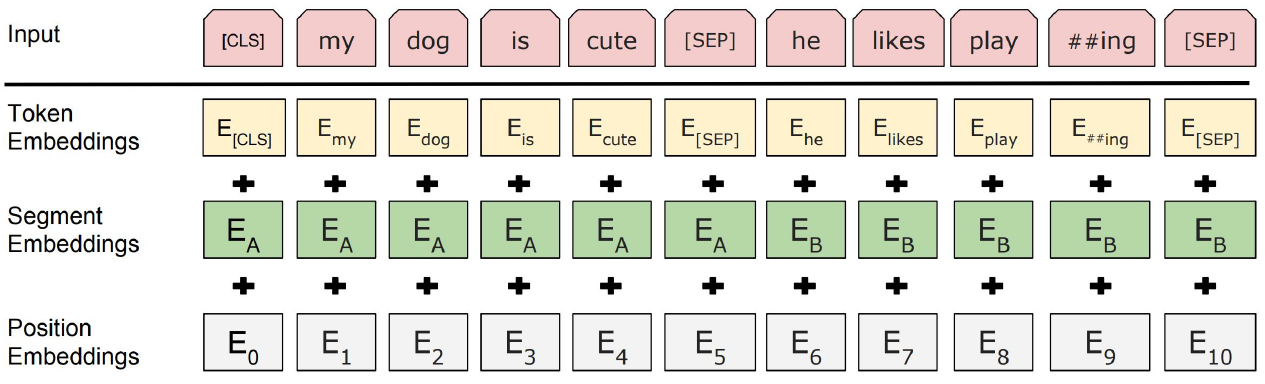 Input [CLS] my dog is cute [SEP] he likes play ##ing [SEP]
Token Embeddings E[CLS] Emy Edog Eis Ecute E[SEP] Ehe Elikes Eplay E##ing E[SEP]
+ + + + + + + + + + +
Segment Embeddings EA EA EA EA EA EA EB EB EB EB EB
+ + + + + + + + + + +
Position Embeddings E0 E1 E2 E3 E4 E5 E6 E7 E8 E9 E10